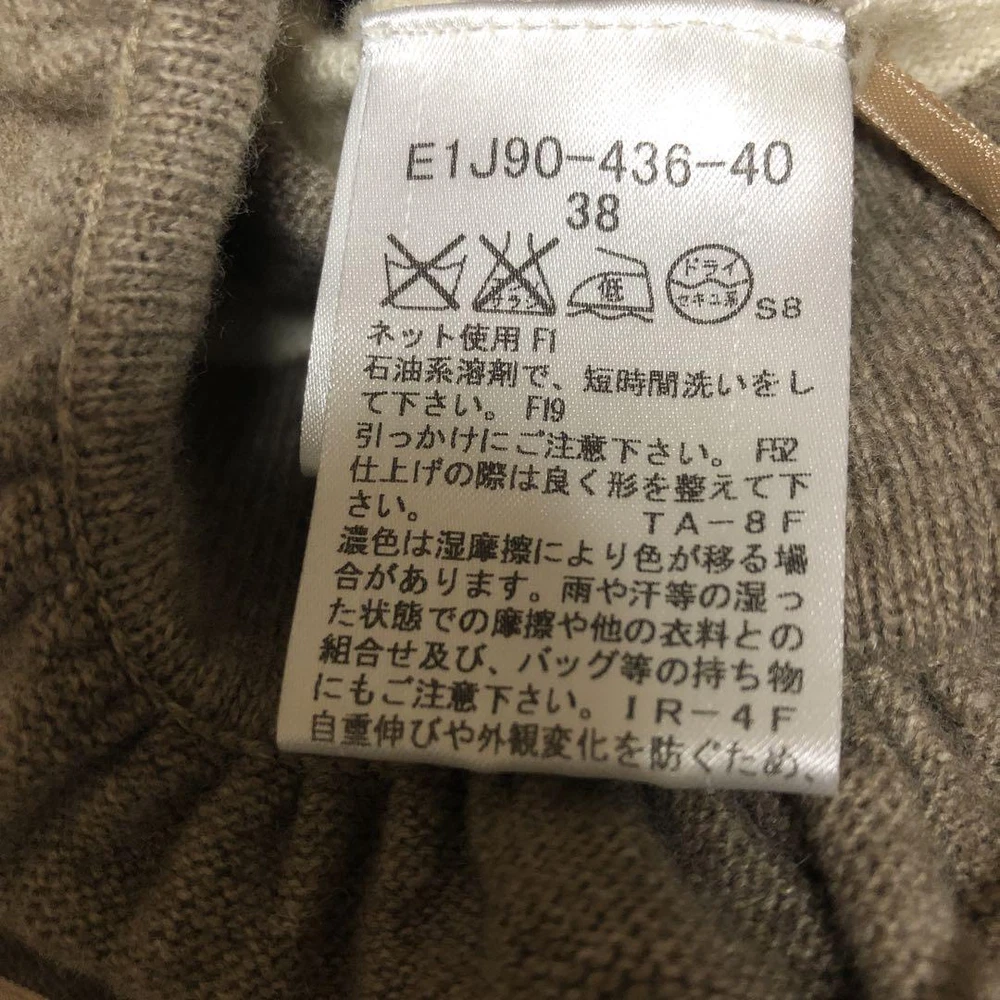 E1J90-436-40
38
エンソ サラシ
低
ドライ
セキユ系
S8
ネット使用 F1
石油系溶剤で、短時間洗いをし
て下さい。 F19
引っかけにご注意下さい。 F52
仕上げの際は良く形を整えて下
さい。 TA-8F
濃色は湿摩擦により色が移る場
合があります。雨や汗等の湿っ
た状態での摩擦や他の衣料との
組合せ及び、バッグ等の持ち物
にもご注意下さい。IR-4F
自重伸びや外観変化を防ぐため、